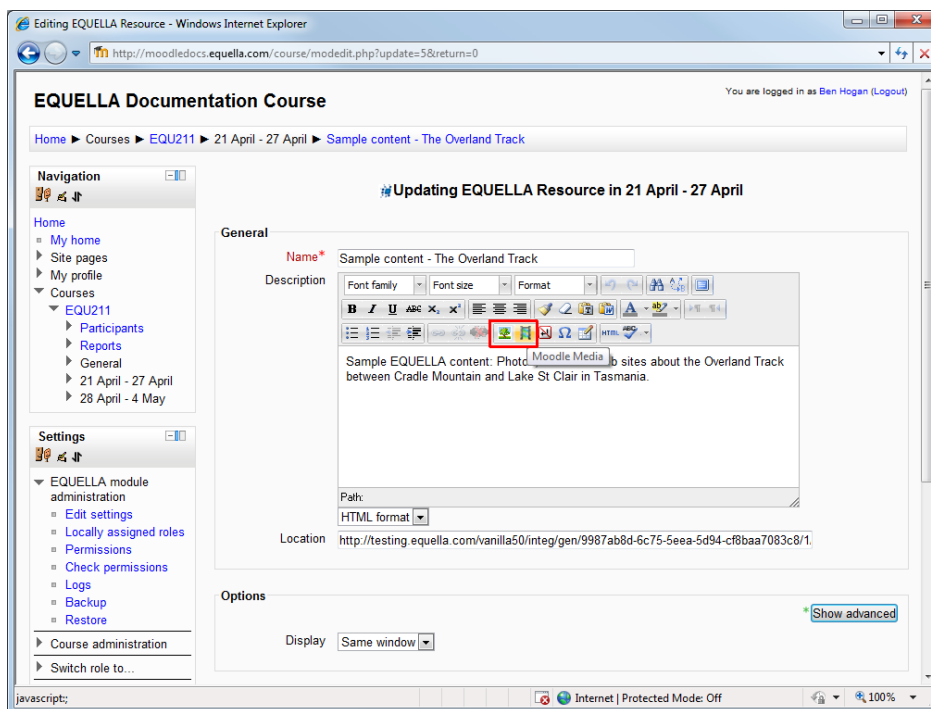 Editing EQUELLA Resource - Windows Internet Explorer
http://moodledocs.equella.com/course/modedit.php?update=5&return=0
EQUELLA Documentation Course
You are logged in as Ben Hogan (Logout)
Home ► Courses ► EQU211 ► 21 April - 27 April ► Sample content - The Overland Track
Navigation
Home
My home
Site pages
My profile
Courses
EQU211
Participants
Reports
General
21 April - 27 April
28 April - 4 May
Settings
EQUELLA module
administration
Edit settings
Locally assigned roles
Permissions
Check permissions
Logs
Backup
Restore
Course administration
Switch role to...
Updating EQUELLA Resource in 21 April - 27 April
General
Name* Sample content - The Overland Track
Description
Font family Font size Format
B I U ABC x₂ x² A ab
Ω HTML ABC
Moodle Media
Sample EQUELLA content: Photo b sites about the Overland Track
between Cradle Mountain and Lake St Clair in Tasmania.
Path:
HTML format
Location http://testing.equella.com/vanilla50/integ/gen/9987ab8d-6c75-5eea-5d94-cf8baa7083c8/1
Options
* Show advanced
Display Same window
javascript:;
Internet | Protected Mode: Off
100%